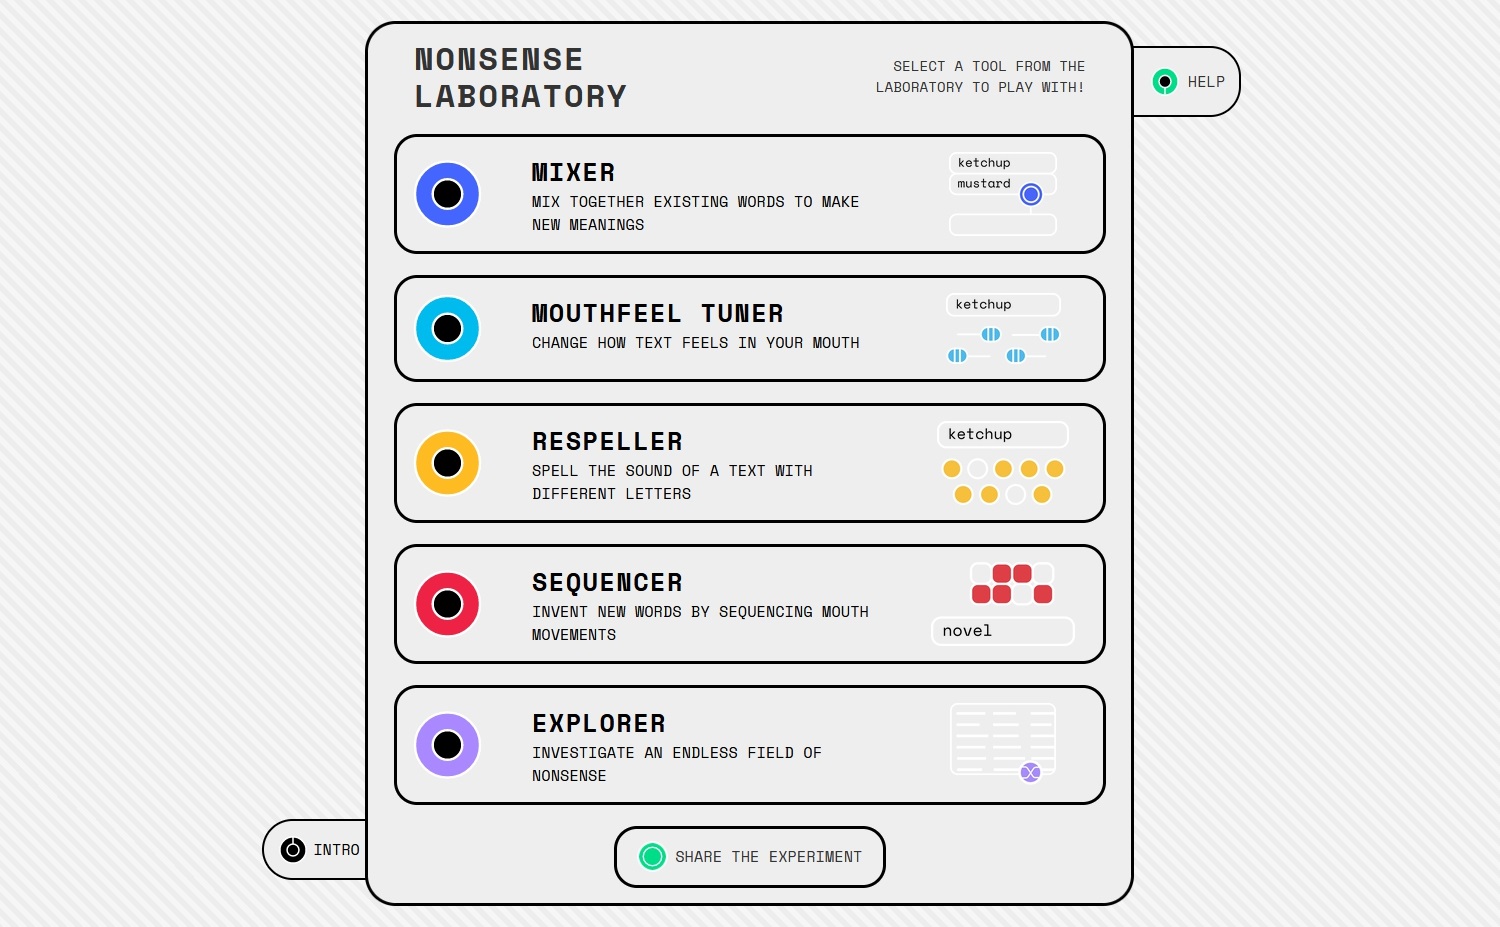 NONSENSE
LABORATORY
SELECT A TOOL FROM THE
LABORATORY TO PLAY WITH!
HELP
MIXER
MIX TOGETHER EXISTING WORDS TO MAKE
NEW MEANINGS
ketchup
mustard
MOUTHFEEL TUNER
CHANGE HOW TEXT FEELS IN YOUR MOUTH
ketchup
RESPELLER
SPELL THE SOUND OF A TEXT WITH
DIFFERENT LETTERS
ketchup
SEQUENCER
INVENT NEW WORDS BY SEQUENCING MOUTH
MOVEMENTS
novel
EXPLORER
INVESTIGATE AN ENDLESS FIELD OF
NONSENSE
INTRO
SHARE THE EXPERIMENT